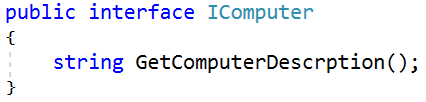 public interface IComputer
{
    string GetComputerDescrption();
}